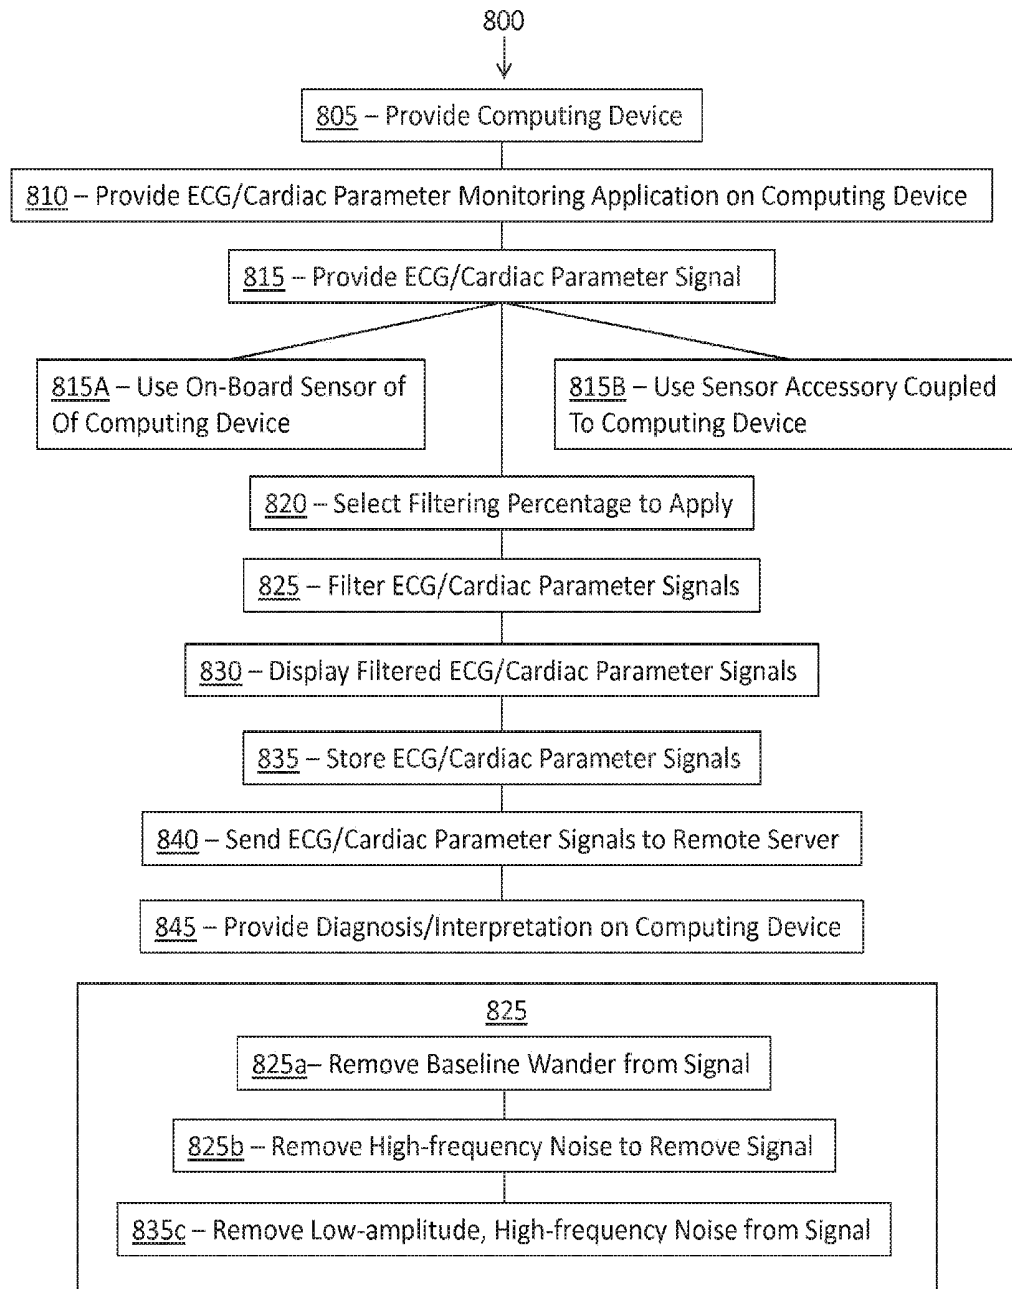 800
805 – Provide Computing Device
810 – Provide ECG/Cardiac Parameter Monitoring Application on Computing Device
815 – Provide ECG/Cardiac Parameter Signal
815A – Use On-Board Sensor of
Of Computing Device
815B – Use Sensor Accessory Coupled
To Computing Device
820 – Select Filtering Percentage to Apply
825 – Filter ECG/Cardiac Parameter Signals
830 – Display Filtered ECG/Cardiac Parameter Signals
835 – Store ECG/Cardiac Parameter Signals
840 – Send ECG/Cardiac Parameter Signals to Remote Server
845 – Provide Diagnosis/Interpretation on Computing Device
825
825a– Remove Baseline Wander from Signal
825b – Remove High-frequency Noise to Remove Signal
835c – Remove Low-amplitude, High-frequency Noise from Signal